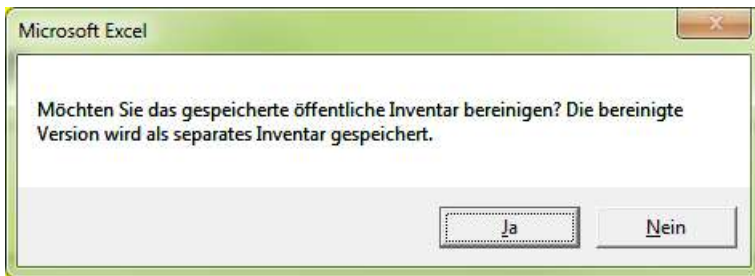 Microsoft Excel
Möchten Sie das gespeicherte öffentliche Inventar bereinigen? Die bereinigte
Version wird als separates Inventar gespeichert.
Ja Nein